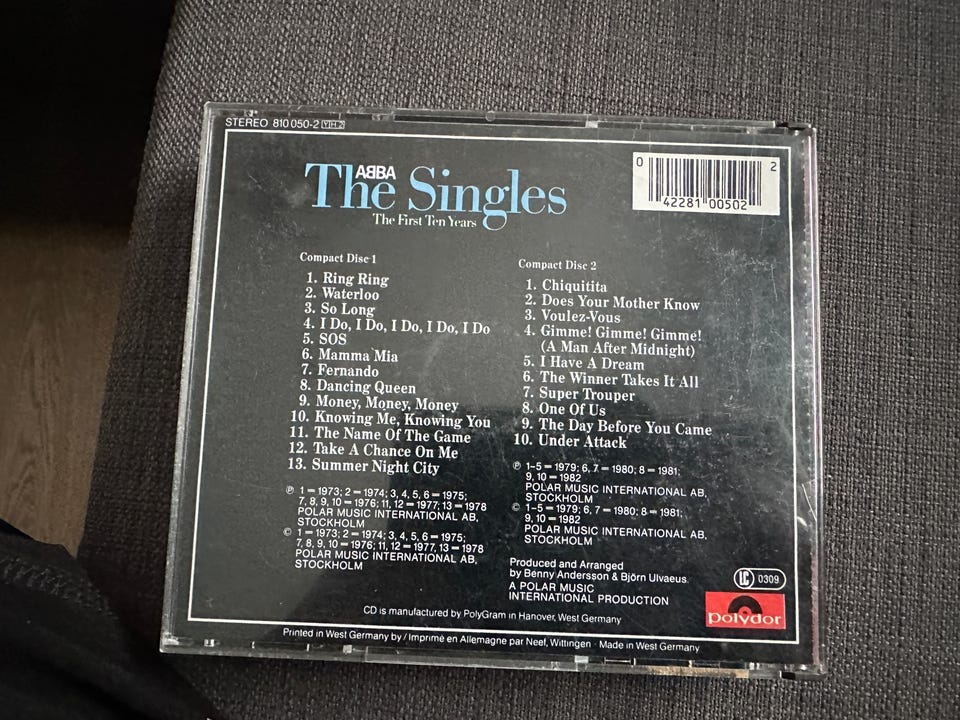 STEREO 810 050-2 YH 2
ABBA
The Singles
The First Ten Years
0 42281 00502 2
Compact Disc 1
1. Ring Ring
2. Waterloo
3. So Long
4. I Do, I Do, I Do, I Do, I Do
5. SOS
6. Mamma Mia
7. Fernando
8. Dancing Queen
9. Money, Money, Money
10. Knowing Me, Knowing You
11. The Name Of The Game
12. Take A Chance On Me
13. Summer Night City
℗ 1 = 1973; 2 = 1974; 3, 4, 5, 6 = 1975;
7, 8, 9, 10 = 1976; 11, 12 = 1977; 13 = 1978
POLAR MUSIC INTERNATIONAL AB,
STOCKHOLM
© 1 = 1973; 2 = 1974; 3, 4, 5, 6 = 1975;
7, 8, 9, 10 = 1976; 11, 12 = 1977, 13 = 1978
POLAR MUSIC INTERNATIONAL AB,
STOCKHOLM
Compact Disc 2
1. Chiquitita
2. Does Your Mother Know
3. Voulez-Vous
4. Gimme! Gimme! Gimme!
(A Man After Midnight)
5. I Have A Dream
6. The Winner Takes It All
7. Super Trouper
8. One Of Us
9. The Day Before You Came
10. Under Attack
℗ 1-5 = 1979; 6, 7 = 1980; 8 = 1981;
9, 10 = 1982
POLAR MUSIC INTERNATIONAL AB,
STOCKHOLM
© 1-5 = 1979; 6, 7 = 1980; 8 = 1981;
9, 10 = 1982
POLAR MUSIC INTERNATIONAL AB,
STOCKHOLM
Produced and Arranged
by Benny Andersson & Björn Ulvaeus.
A POLAR MUSIC
INTERNATIONAL PRODUCTION
LC 0309
polydor
CD is manufactured by PolyGram in Hanover, West Germany
Printed in West Germany by / Imprimé en Allemagne par Neef, Wittingen · Made in West Germany